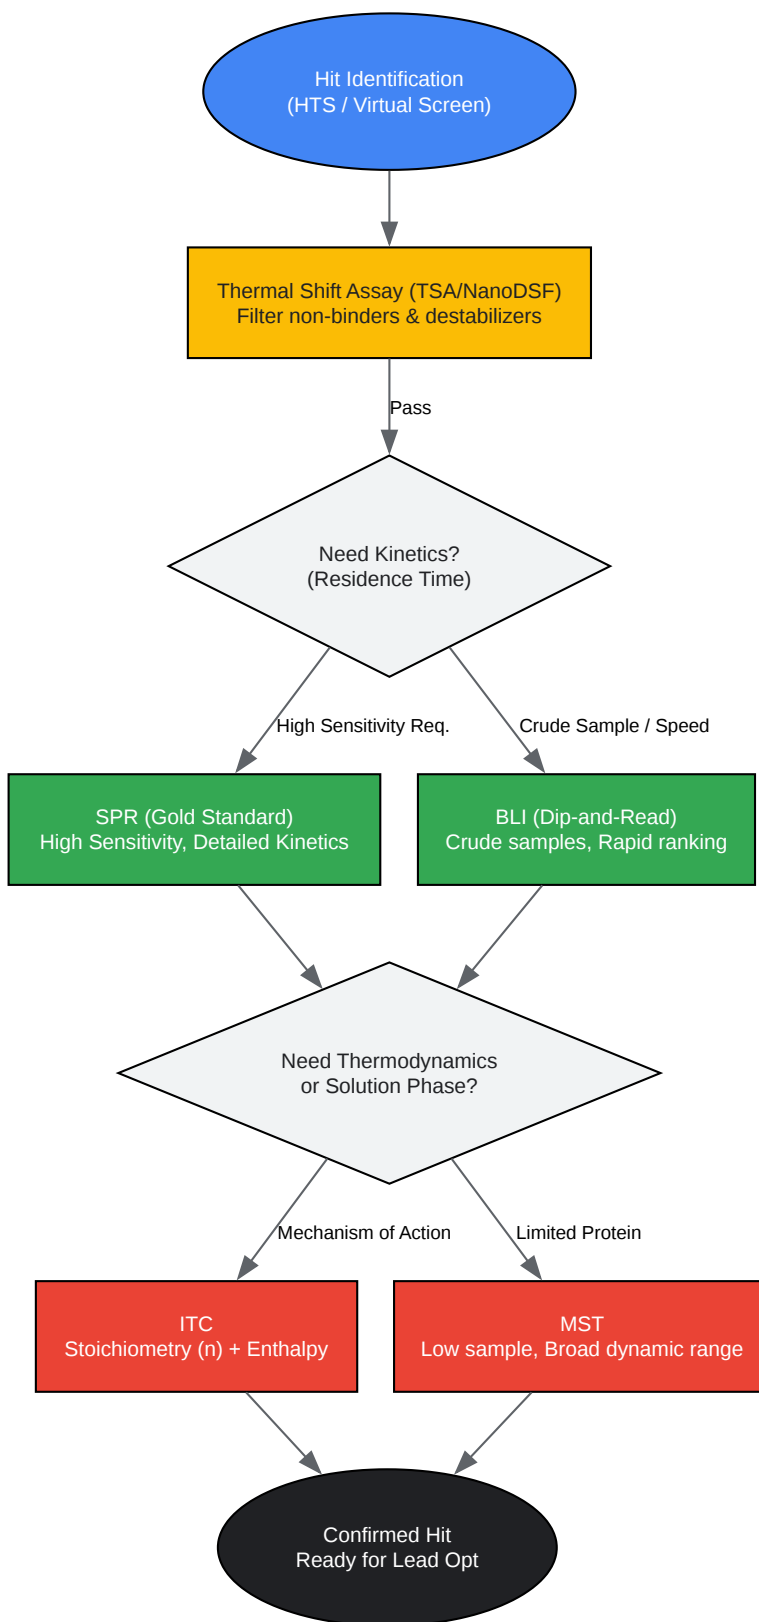 Hit Identification
(HTS / Virtual Screen)
Thermal Shift Assay (TSA/NanoDSF)
Filter non-binders & destabilizers
Pass
Need Kinetics?
(Residence Time)
High Sensitivity Req.
Crude Sample / Speed
SPR (Gold Standard)
High Sensitivity, Detailed Kinetics
BLI (Dip-and-Read)
Crude samples, Rapid ranking
Need Thermodynamics
or Solution Phase?
Mechanism of Action
Limited Protein
ITC
Stoichiometry (n) + Enthalpy
MST
Low sample, Broad dynamic range
Confirmed Hit
Ready for Lead Opt